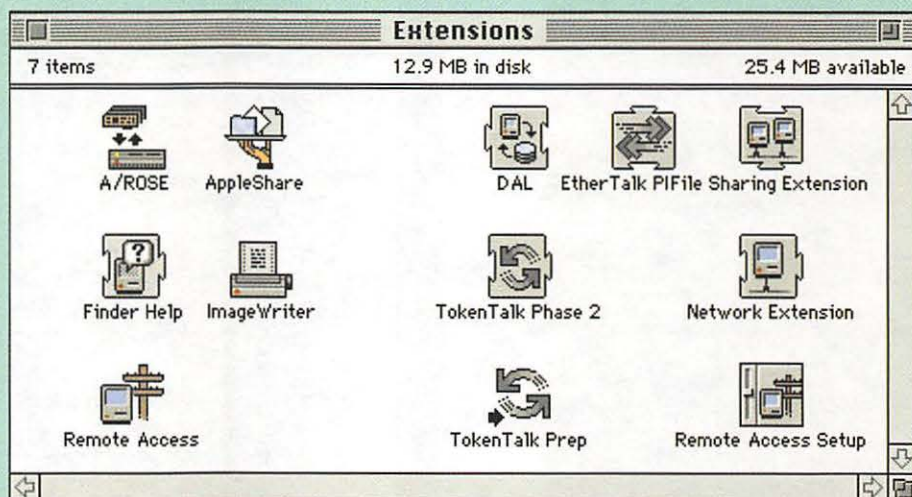 Extensions
7 items 12.9 MB in disk 25.4 MB available
A/ROSE AppleShare DAL EtherTalk PIFile Sharing Extension
?
Finder Help ImageWriter TokenTalk Phase 2 Network Extension
Remote Access TokenTalk Prep Remote Access Setup